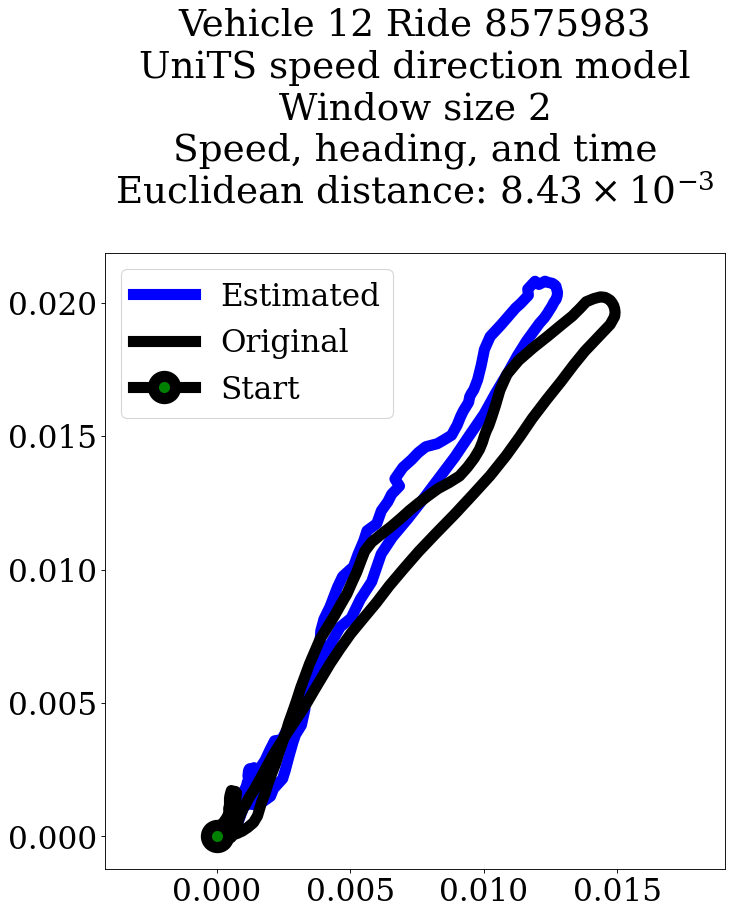 Vehicle 12 Ride 8575983
UniTS speed direction model
Window size 2
Speed, heading, and time
Euclidean distance: 8.43 × 10⁻³
Estimated
Original
Start
0.020
0.015
0.010
0.005
0.000
0.000 0.005 0.010 0.015